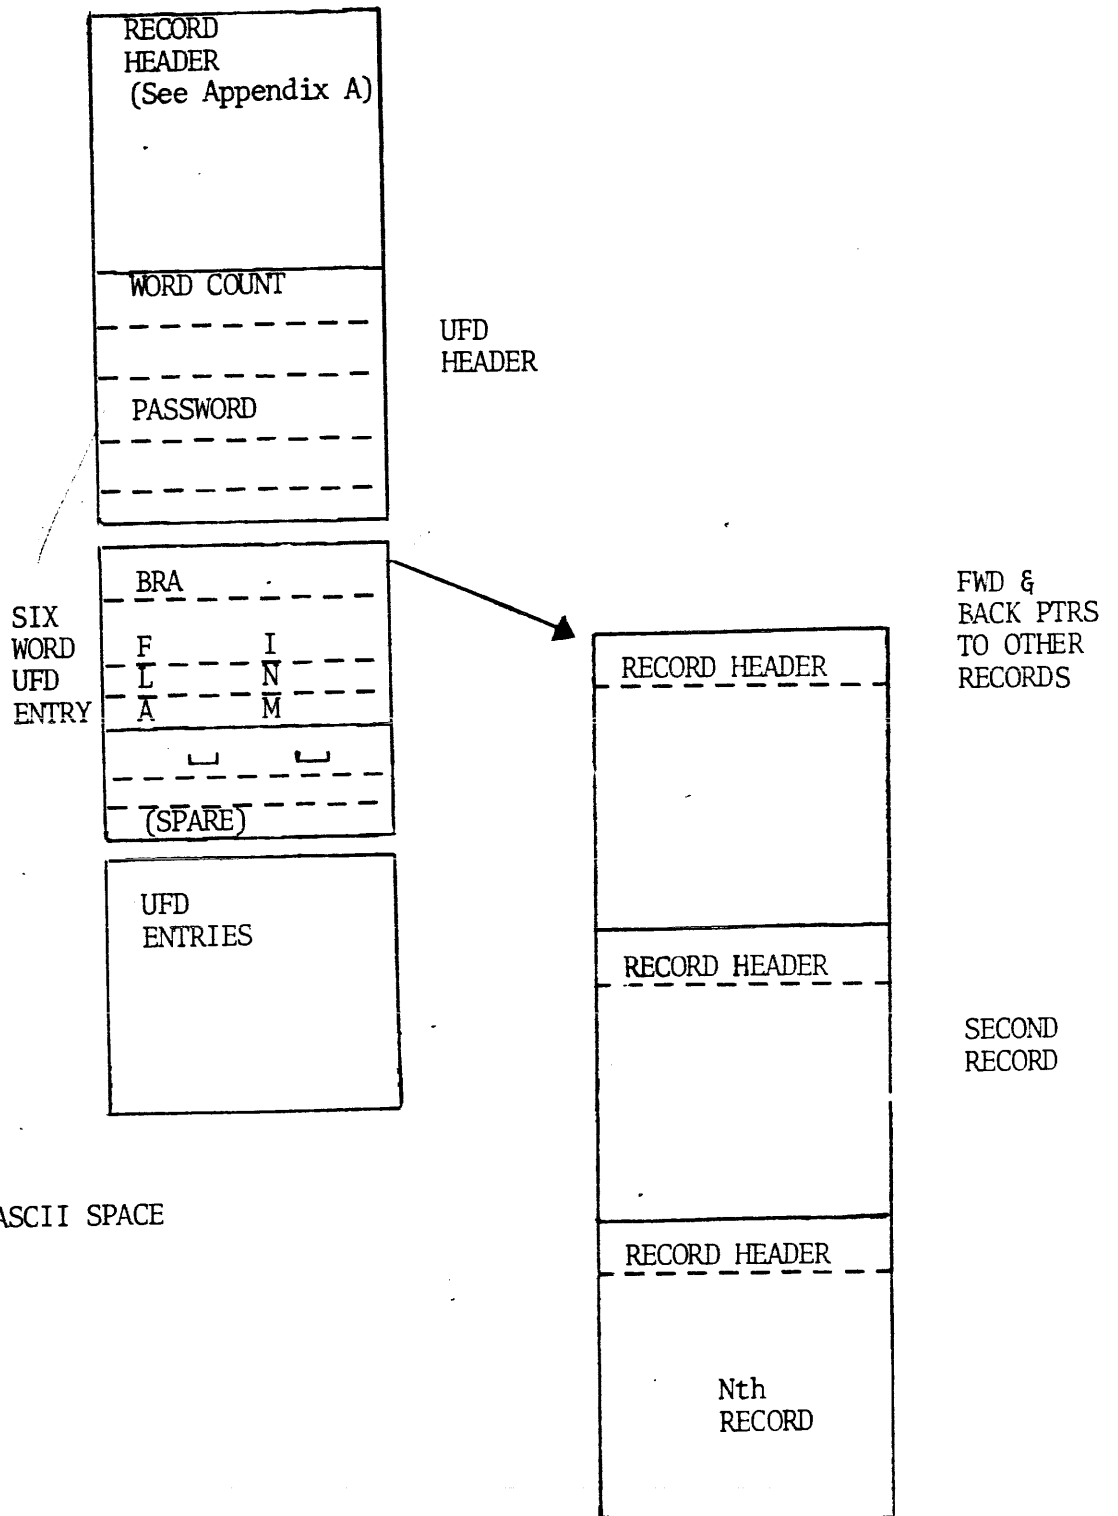 RECORD
HEADER
(See Appendix A)
WORD COUNT
UFD
HEADER
PASSWORD
SIX
WORD
UFD
ENTRY
BRA
F I
L N
A M
(SPARE)
UFD
ENTRIES
ASCII SPACE
FWD &
BACK PTRS
TO OTHER
RECORDS
RECORD HEADER
RECORD HEADER
SECOND
RECORD
RECORD HEADER
Nth
RECORD